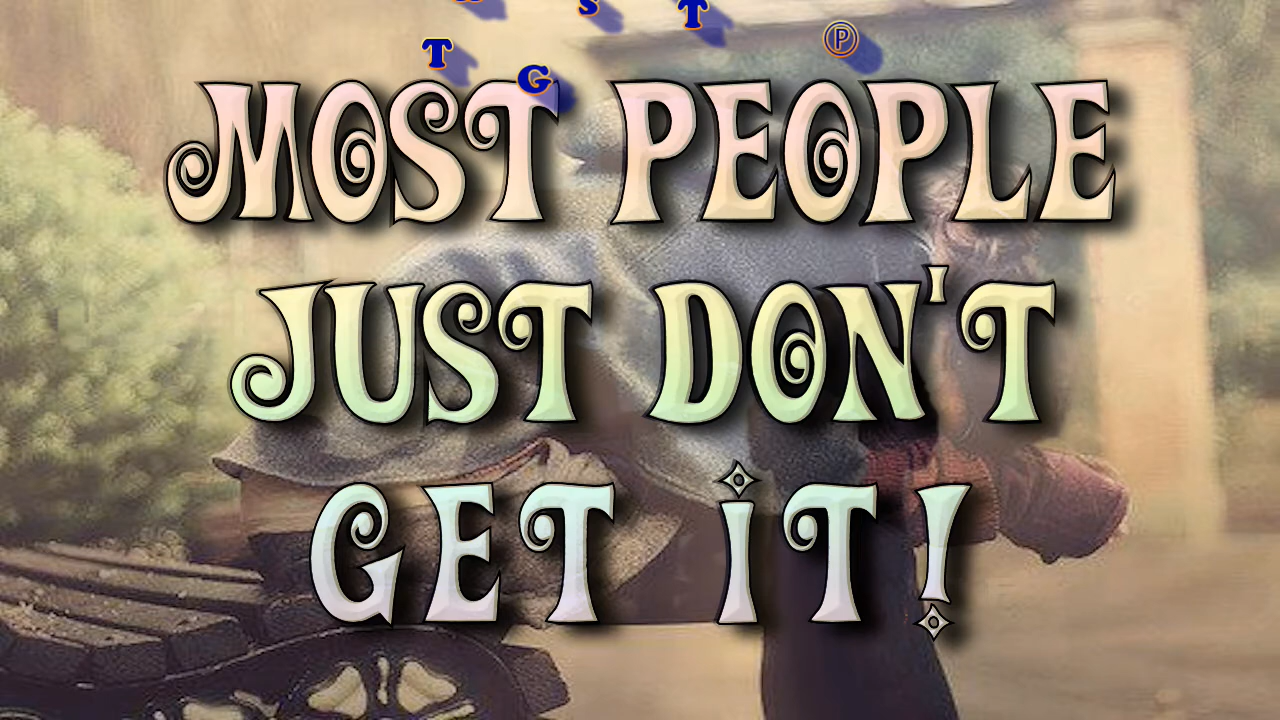 S T
T G ℗
MOST PEOPLE
JUST DON'T
GET iT!